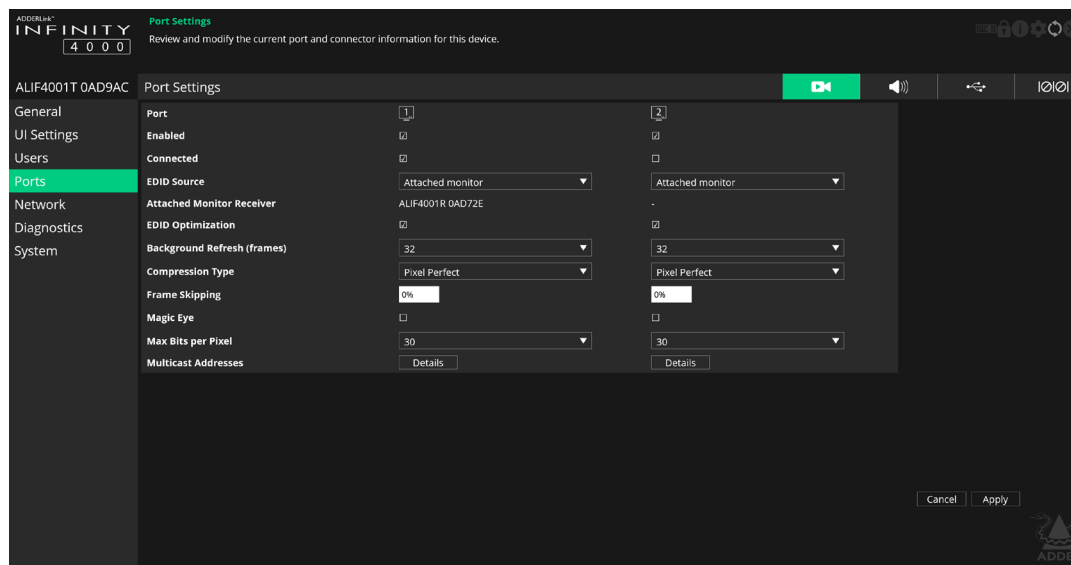 ADDERLink™
INFINITY
4000
Port Settings
Review and modify the current port and connector information for this device.
ALIF4001T 0AD9AC
Port Settings
General
UI Settings
Users
Ports
Network
Diagnostics
System
Port 1 2
Enabled
Connected
EDID Source Attached monitor Attached monitor
Attached Monitor Receiver ALIF4001R 0AD72E -
EDID Optimization
Background Refresh (frames) 32 32
Compression Type Pixel Perfect Pixel Perfect
Frame Skipping 0% 0%
Magic Eye
Max Bits per Pixel 30 30
Multicast Addresses Details Details
Cancel Apply
ADDE